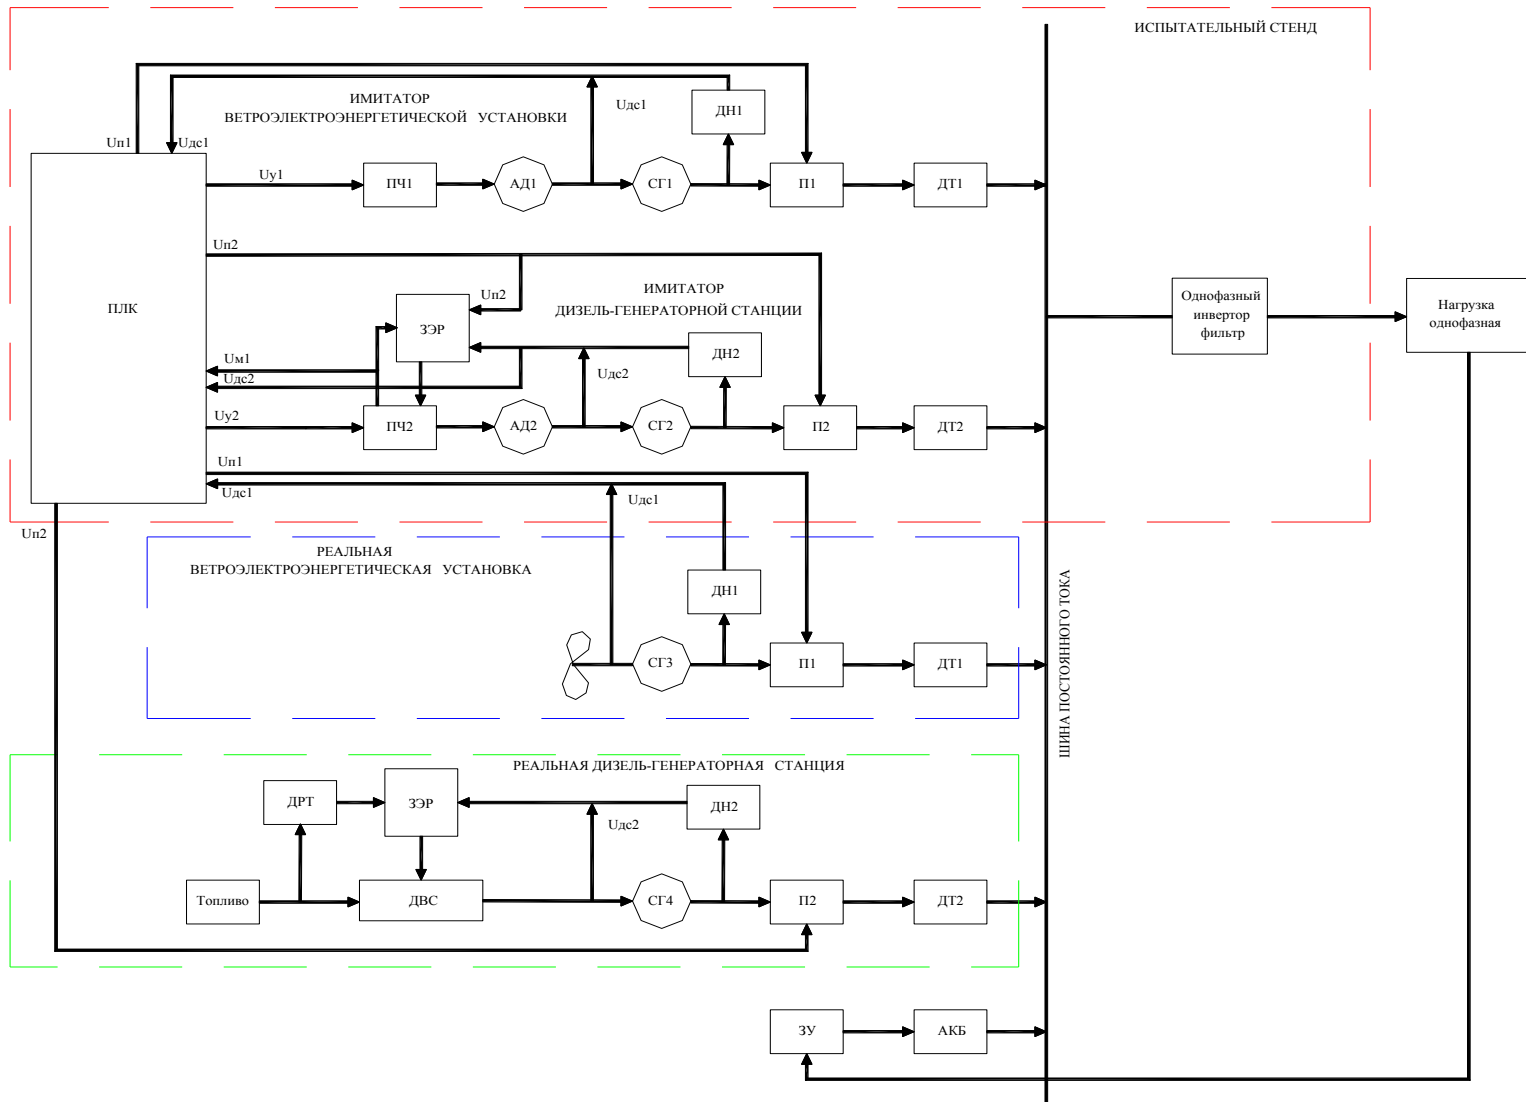 ИСПЫТАТЕЛЬНЫЙ СТЕНД
ИМИТАТОР
ВЕТРОЭЛЕКТРОЭНЕРГЕТИЧЕСКОЙ УСТАНОВКИ
Uдс1
ДН1
Uп1
Uдс1
Uу1
ПЧ1
АД1
СГ1
П1
ДТ1
Uп2
ПЛК
Uп2
ИМИТАТОР
ДИЗЕЛЬ-ГЕНЕРАТОРНОЙ СТАНЦИИ
ЗЭР
Однофазный
инвертор
фильтр
Нагрузка
однофазная
Uм1
Uдс2
Uдс2
ДН2
Uу2
ПЧ2
АД2
СГ2
П2
ДТ2
Uп1
Uдс1
Uдс1
Uп2
РЕАЛЬНАЯ
ВЕТРОЭЛЕКТРОЭНЕРГЕТИЧЕСКАЯ УСТАНОВКА
ДН1
СГ3
П1
ДТ1
ШИНА ПОСТОЯННОГО ТОКА
РЕАЛЬНАЯ ДИЗЕЛЬ-ГЕНЕРАТОРНАЯ СТАНЦИЯ
ДРТ
ЗЭР
Uдс2
ДН2
Топливо
ДВС
СГ4
П2
ДТ2
ЗУ
АКБ